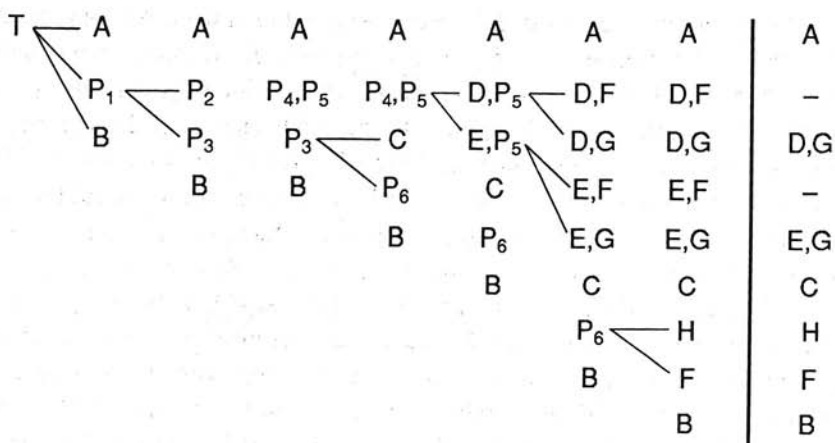 T A A A A A A A A
P₁ P₂ P₄,P₅ P₄,P₅ D,P₅ D,F D,F –
B P₃ P₃ C E,P₅ D,G D,G D,G
B B P₆ C E,F E,F –
B P₆ E,G E,G E,G
B C C C
P₆ H H
B F F
B B